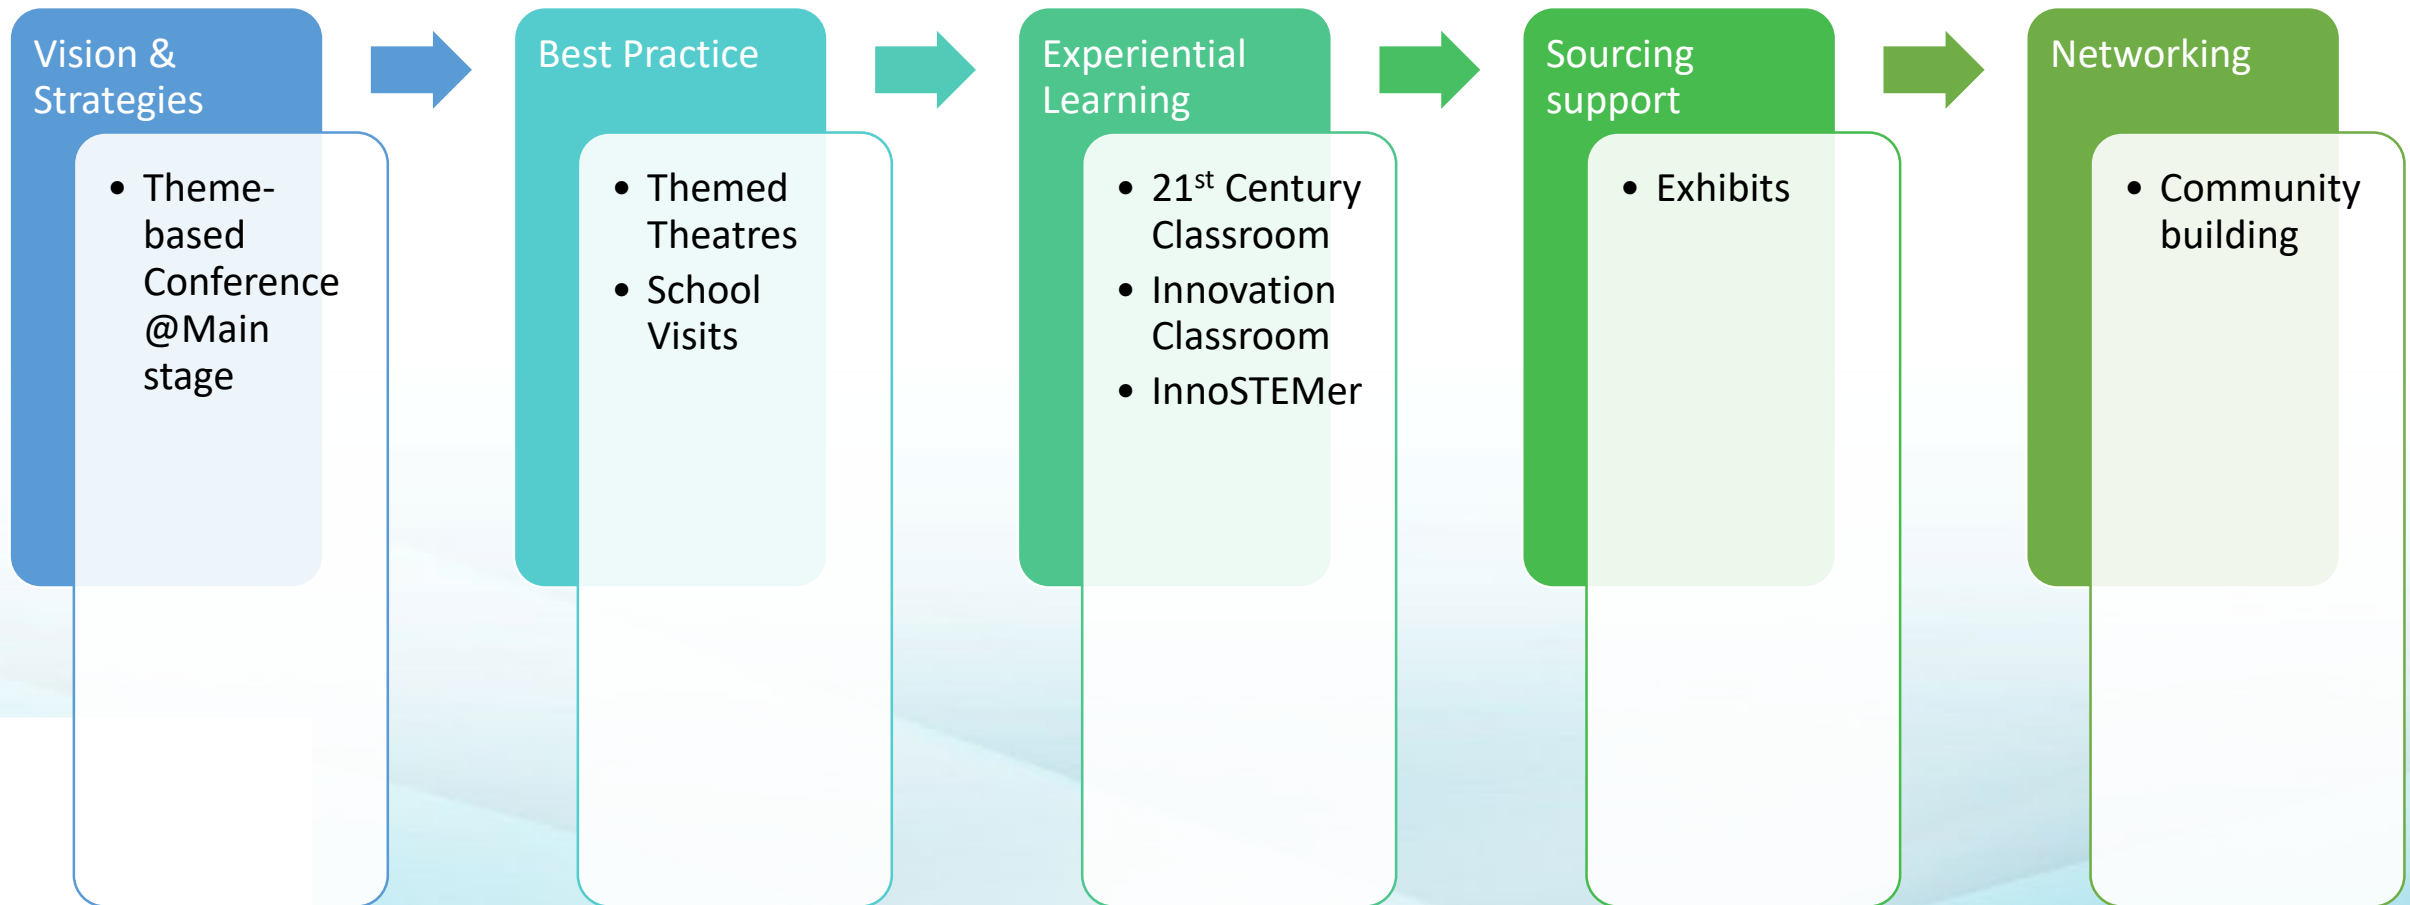 Vision &
Strategies
• Theme-
based
Conference
@Main
stage
Best Practice
• Themed
Theatres
• School
Visits
Experiential
Learning
• 21st Century
Classroom
• Innovation
Classroom
• InnoSTEMer
Sourcing
support
• Exhibits
Networking
• Community
building